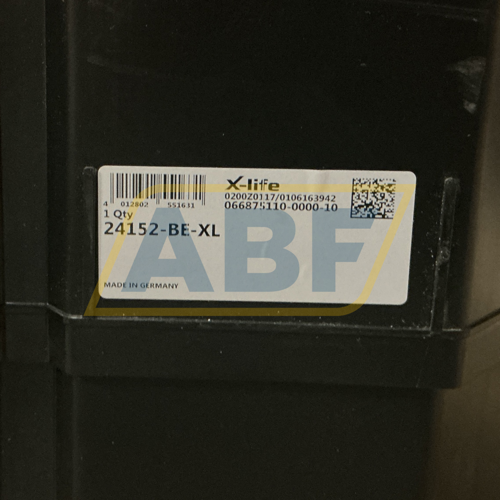 X-life
4 012802 551631
0200Z0117/0106163942
1 Qty
066875110-0000-10
24152-BE-XL
MADE IN GERMANY
ABF